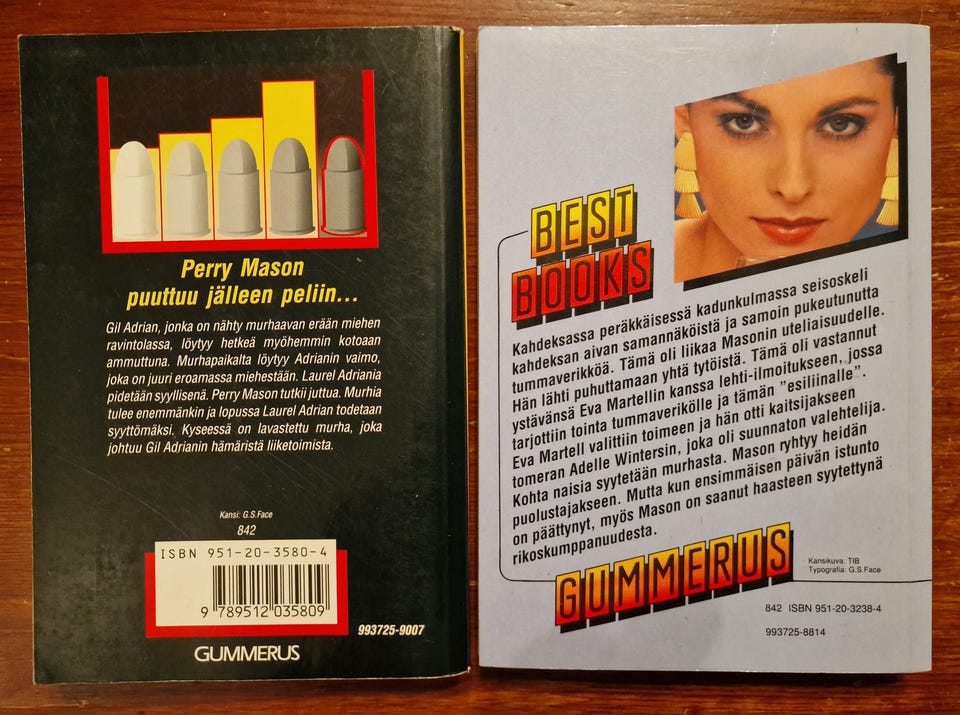 Perry Mason
puuttuu jälleen peliin...
Gil Adrian, jonka on nähty murhaavan erään miehen
ravintolassa, löytyy hetkeä myöhemmin kotoaan
ammuttuna. Murhapaikalta löytyy Adrianin vaimo,
joka on juuri eroamassa miehestään. Laurel Adriania
pidetään syyllisenä. Perry Mason tutkii juttua. Murhia
tulee enemmänkin ja lopussa Laurel Adrian todetaan
syyttömäksi. Kyseessä on lavastettu murha, joka
johtuu Gil Adrianin hämäristä liiketoimista.
Kansi: G.S.Face
842
ISBN 951-20-3580-4
9 789512 035809
993725-9007
GUMMERUS
BEST
BOOKS
Kahdeksassa peräkkäisessä kadunkulmassa seisoskeli
kahdeksan aivan samannäköistä ja samoin pukeutunutta
tummaverikköä. Tämä oli liikaa Masonin uteliaisuudelle.
Hän lähti puhuttamaan yhtä tytöistä. Tämä oli vastannut
ystävänsä Eva Martellin kanssa lehti-ilmoitukseen, jossa
tarjottiin tointa tummaverikölle ja tämän "esiliinalle".
Eva Martell valittiin toimeen ja hän otti kaitsijakseen
tomeran Adelle Wintersin, joka oli suunnaton valehtelija.
Kohta naisia syytetään murhasta. Mason ryhtyy heidän
puolustajakseen. Mutta kun ensimmäisen päivän istunto
on päättynyt, myös Mason on saanut haasteen syytettynä
rikoskumppanuudesta.
GUMMERUS
Kansikuva: TIB
Typografia: G.S.Face
842 ISBN 951-20-3238-4
993725-8814